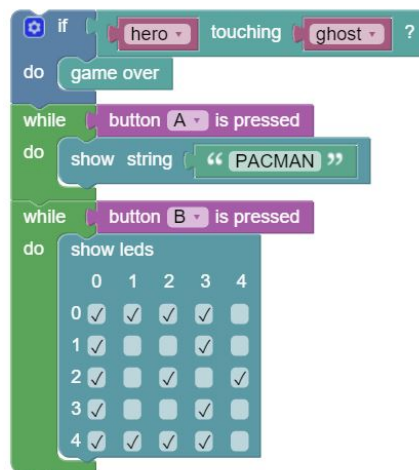 if hero touching ghost ?
do game over
while button A is pressed
do show string “ PACMAN ”
while button B is pressed
do show leds
0 1 2 3 4
0
1
2
3
4